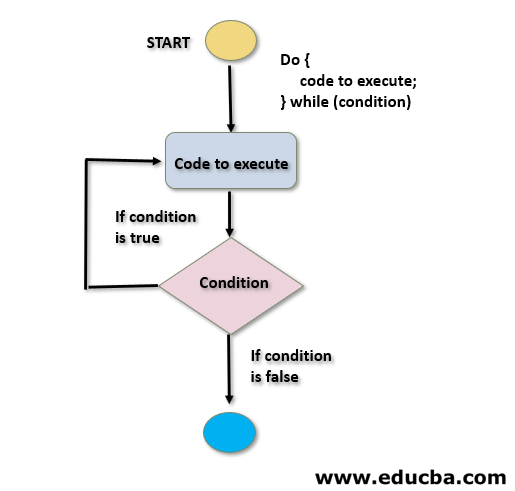 START
Do {
code to execute;
} while (condition)
Code to execute
If condition
is true
Condition
If condition
is false
www.educba.com